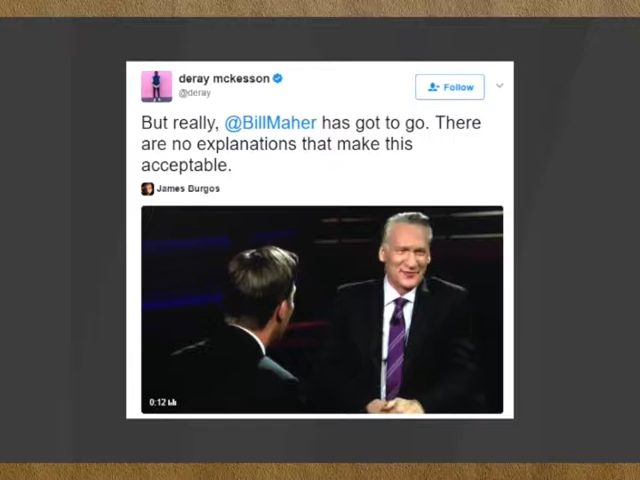 deray mckesson
@deray
Follow
But really, @BillMaher has got to go. There
are no explanations that make this
acceptable.
James Burgos
0:12